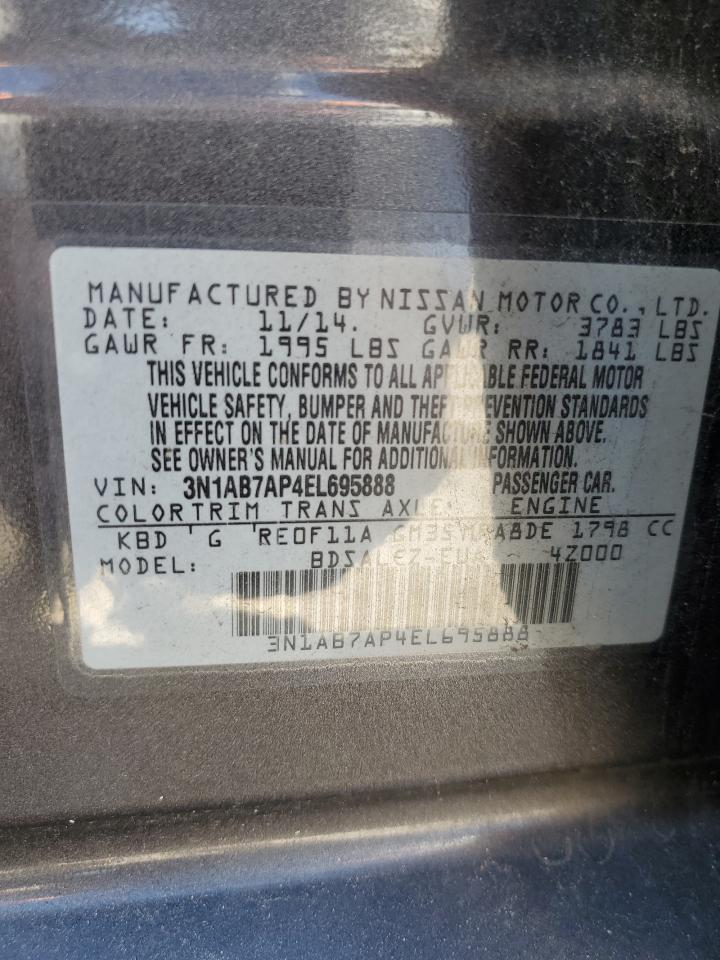 MANUFACTURED BY NISSAN MOTOR CO., LTD.
DATE: 11/14. GVWR: 3783 LBS
GAWR FR: 1995 LBS GAWR RR: 1841 LBS
THIS VEHICLE CONFORMS TO ALL APPLICABLE FEDERAL MOTOR
VEHICLE SAFETY, BUMPER AND THEFT PREVENTION STANDARDS
IN EFFECT ON THE DATE OF MANUFACTURE SHOWN ABOVE.
SEE OWNER'S MANUAL FOR ADDITIONAL INFORMATION
VIN: 3N1AB7AP4EL695888 PASSENGER CAR.
COLOR TRIM TRANS AXLE: ENGINE
KBD G RE0F11A 1798 CC
MODEL: 4Z000
3N1AB7AP4EL695888